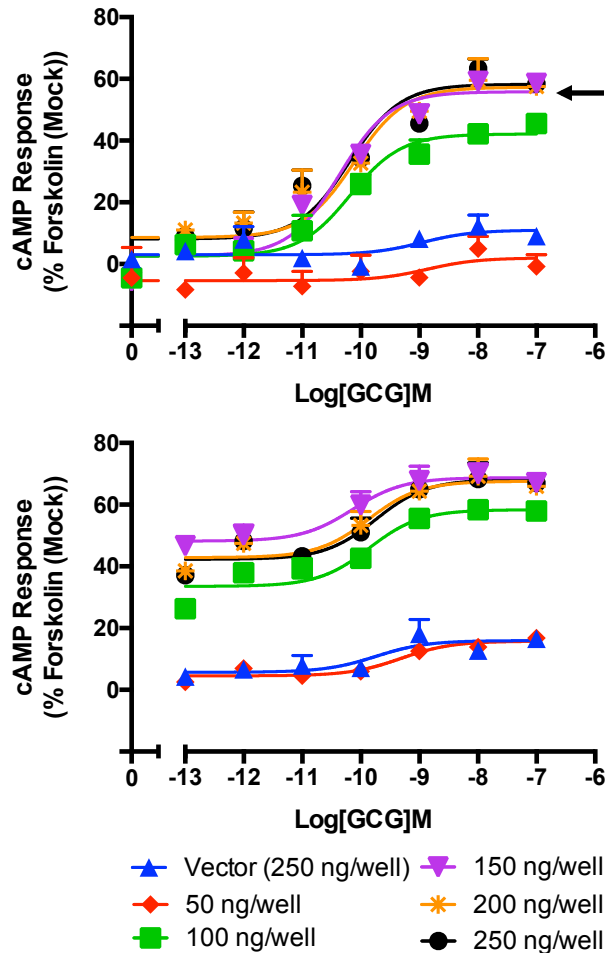 80
60
40
20
0
cAMP Response
(% Forskolin (Mock))
0 -13 -12 -11 -10 -9 -8 -7
Log[GCG]M
80
60
40
20
0
cAMP Response
(% Forskolin (Mock))
0 -13 -12 -11 -10 -9 -8 -7
Log[GCG]M
Vector (250 ng/well) 150 ng/well
50 ng/well 200 ng/well
100 ng/well 250 ng/well